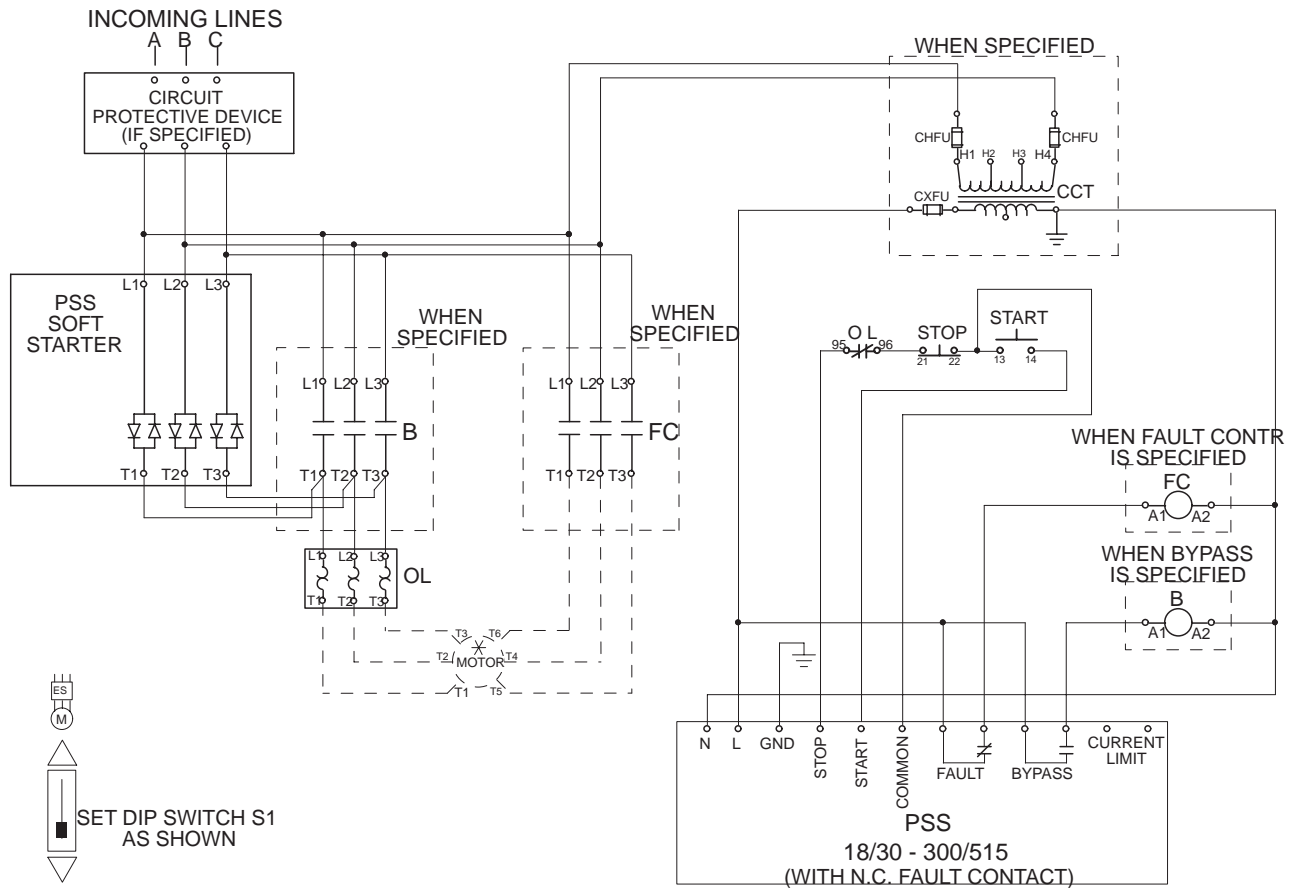 INCOMING LINES
A B C
CIRCUIT
PROTECTIVE DEVICE
(IF SPECIFIED)
WHEN SPECIFIED
CHFU
CHFU
H1 H2 H3 H4
CXFU
CCT
L1 L2 L3
PSS
SOFT
STARTER
T1 T2 T3
WHEN
SPECIFIED
L1 L2 L3
B
T1 T2 T3
WHEN
SPECIFIED
L1 L2 L3
FC
T1 T2 T3
L1 L2 L3
OL
T1 T2 T3
T3 T6
T2 MOTOR T4
T1 T5
95 O L 96
STOP
21 22
START
13 14
WHEN FAULT CONTR
IS SPECIFIED
FC
A1 A2
WHEN BYPASS
IS SPECIFIED
B
A1 A2
ES
M
SET DIP SWITCH S1
AS SHOWN
N L GND STOP START COMMON
FAULT
BYPASS
CURRENT
LIMIT
PSS
18/30 - 300/515
(WITH N.C. FAULT CONTACT)